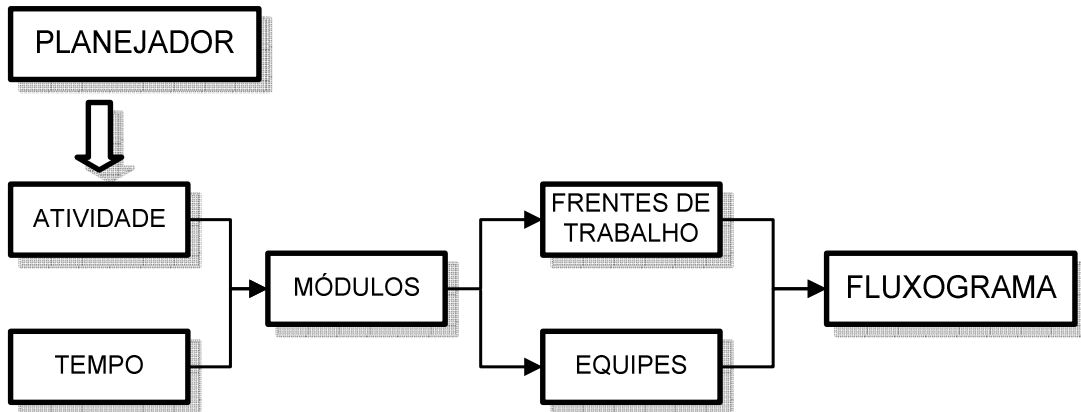 PLANEJADOR
ATIVIDADE
TEMPO
MÓDULOS
FRENTES DE
TRABALHO
EQUIPES
FLUXOGRAMA